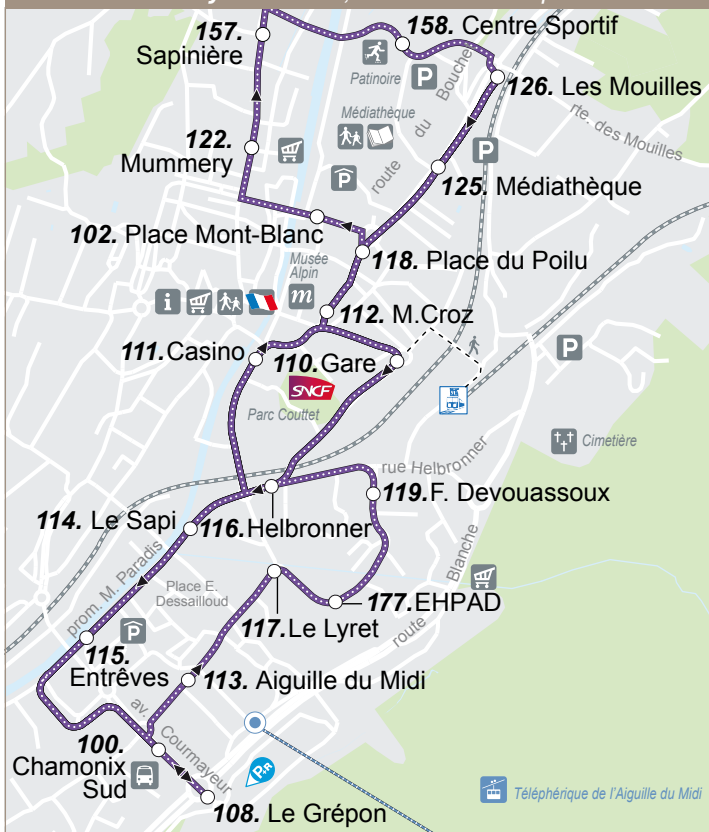 157.
Sapinière
158. Centre Sportif
Patinoire
P
126. Les Mouilles
route du Bouchet
rte. des Mouilles
Médiathèque
122.
Mummery
P
P
125. Médiathèque
102. Place Mont-Blanc
118. Place du Poilu
Musée
Alpin
m
i
112. M.Croz
111. Casino
110. Gare
P
SNCF
Parc Couttet
Cimetière
rue Helbronner
119. F. Devouassoux
114. Le Sapi
116. Helbronner
prom. M. Paradis
Place E.
Dessailloud
route Blanche
177. EHPAD
117. Le Lyret
P
115.
Entrêves
113. Aiguille du Midi
av. Courmayeur
100.
Chamonix
Sud
P+R
108. Le Grépon
Téléphérique de l'Aiguille du Midi